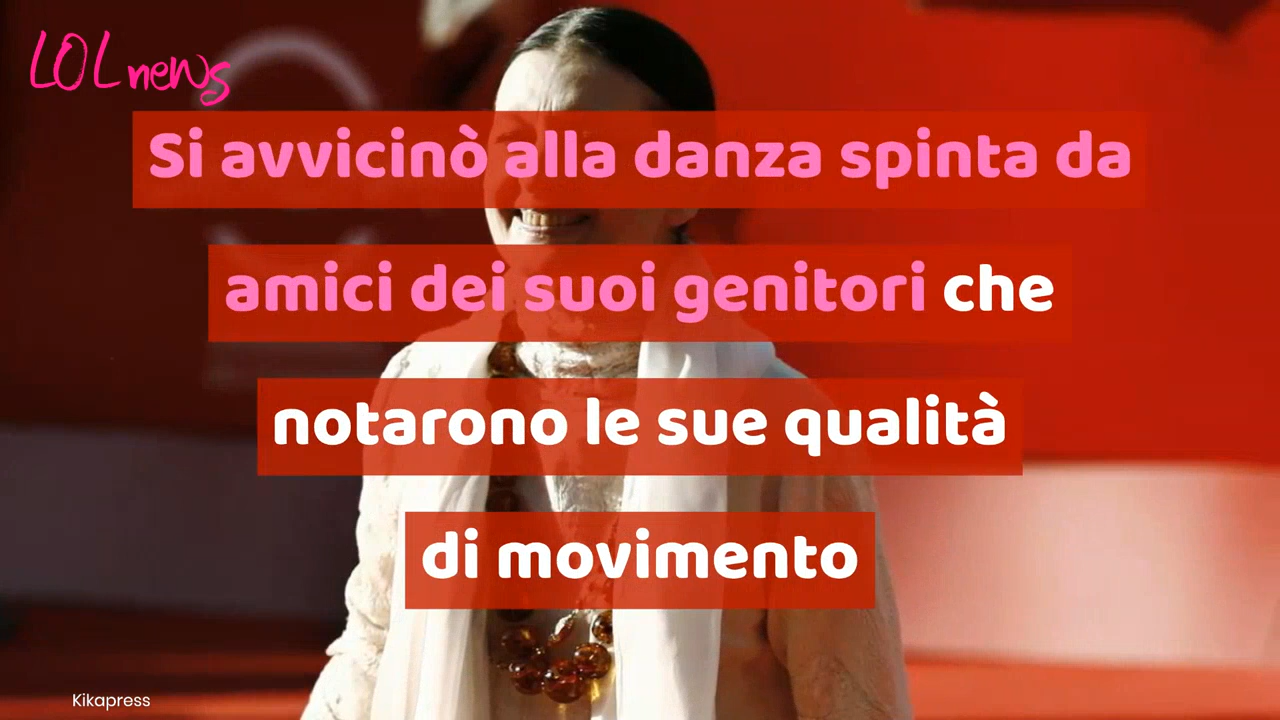 LOL news
Si avvicinò alla danza spinta da
amici dei suoi genitori che
notarono le sue qualità
di movimento
Kikapress